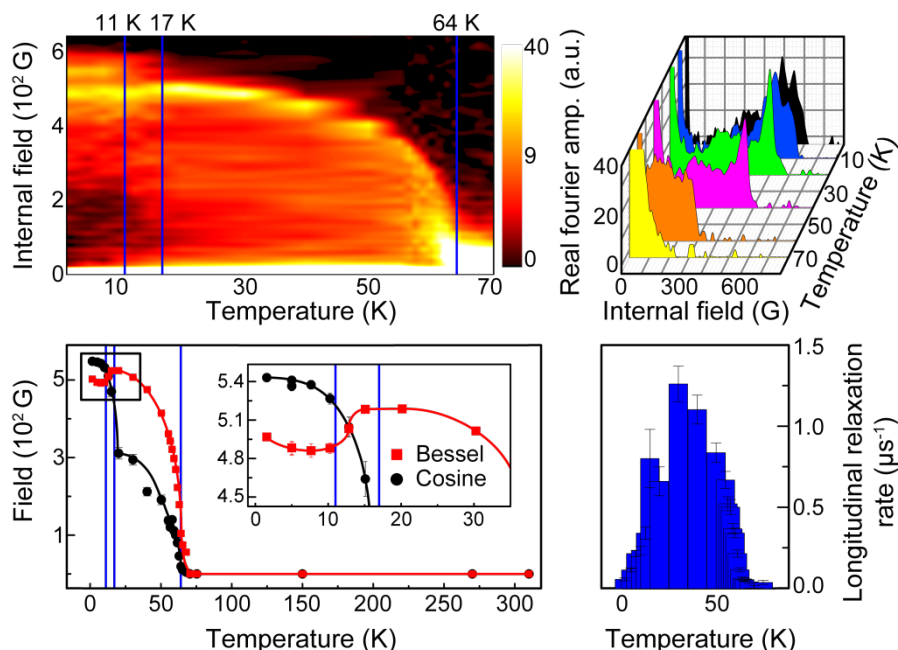 11 K 17 K 64 K
Internal field (10² G)
6
4
2
0
10 30 50 70
Temperature (K)
40
9
0
Real fourier amp. (a.u.)
40
20
0
0 300 600
Internal field (G)
10
30
50
70
Temperature (K)
Field (10² G)
5
3
1
0 50 100 150 200 250 300
Temperature (K)
5.4
5.1
4.8
4.5
0 10 20 30
Bessel
Cosine
1.5
1.0
0.5
0.0
Longitudinal relaxation
rate (μs⁻¹)
0 50
Temperature (K)